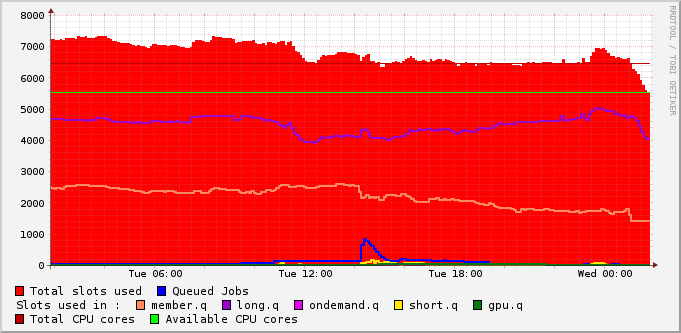 8000
7000
6000
5000
4000
3000
2000
1000
0
Tue 06:00 Tue 12:00 Tue 18:00 Wed 00:00
Total slots used Queued Jobs
Slots used in : member.q long.q ondemand.q short.q gpu.q
Total CPU cores Available CPU cores
RRDTOOL / TOBI OETIKER